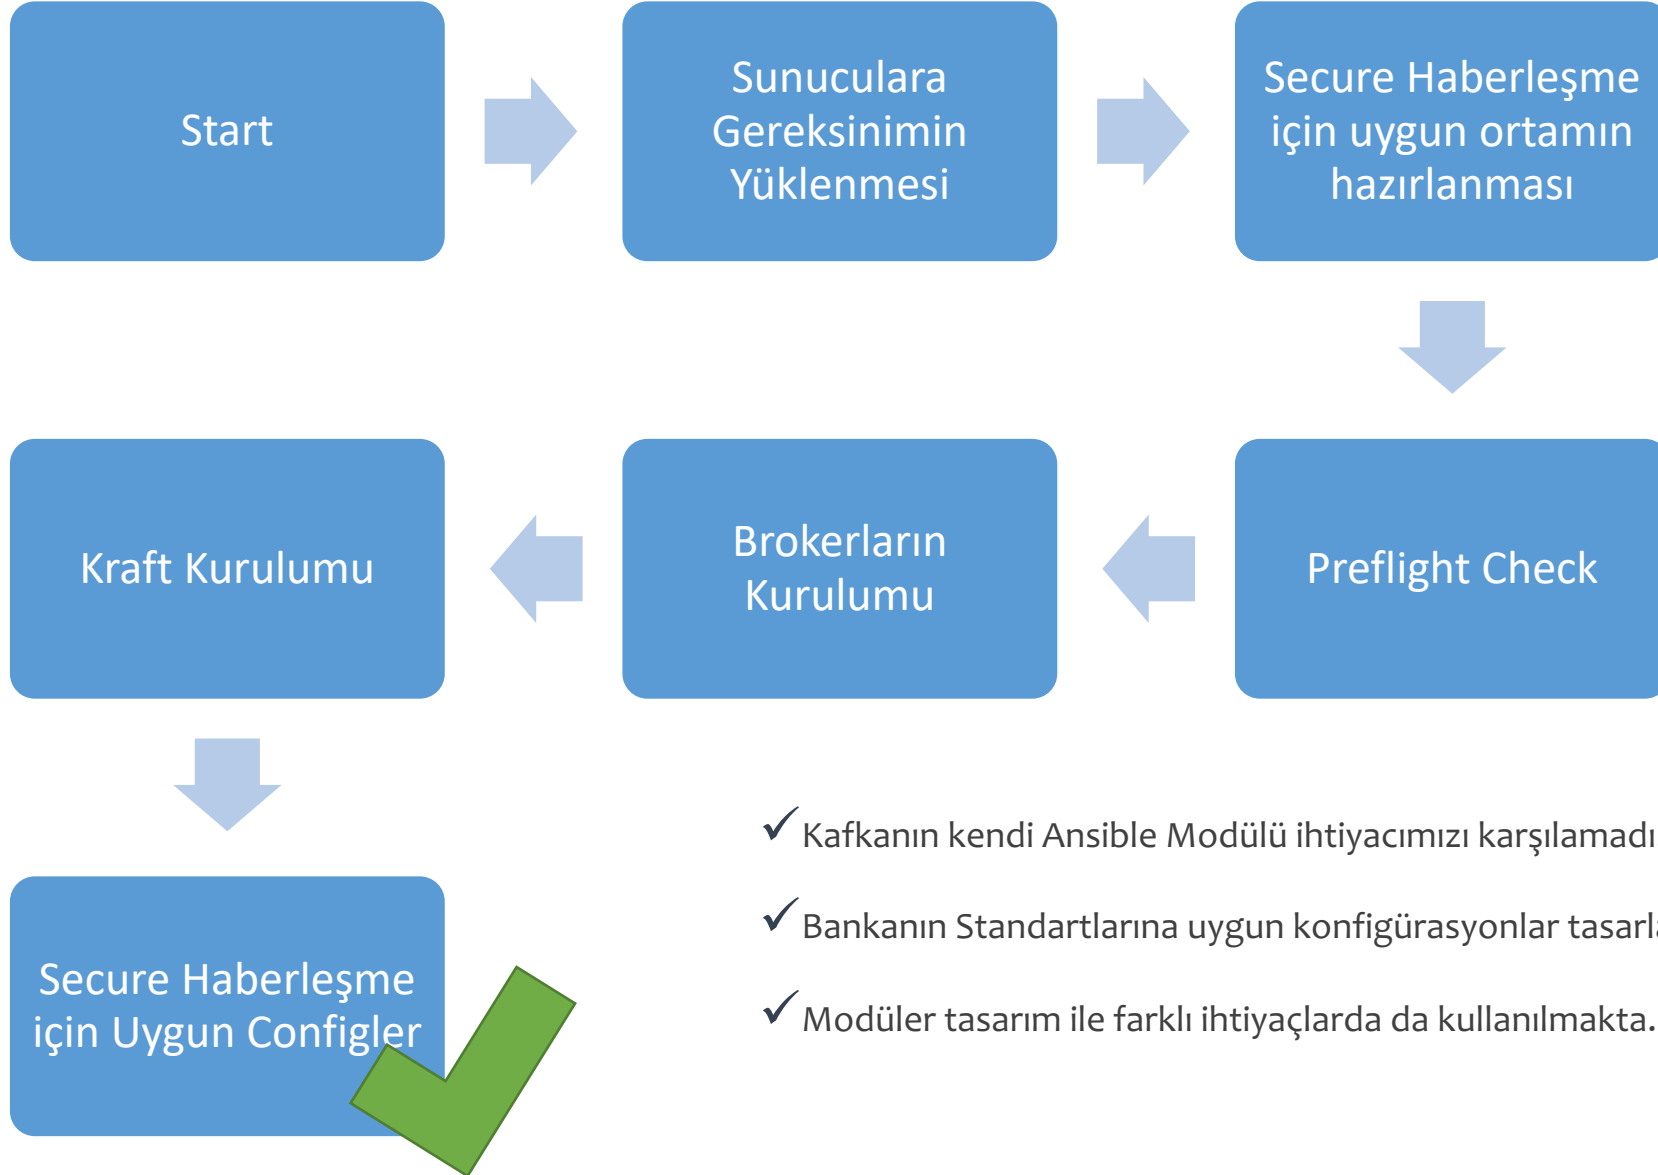 Start
Sunuculara
Gereksinimin
Yüklenmesi
Secure Haberleşme
için uygun ortamın
hazırlanması
Preflight Check
Brokerların
Kurulumu
Kraft Kurulumu
Secure Haberleşme
için Uygun Configler
Kafkanın kendi Ansible Modülü ihtiyacımızı karşılamadı
Bankanın Standartlarına uygun konfigürasyonlar
Modüler tasarım ile farklı ihtiyaçlarda da kullanılmakta.